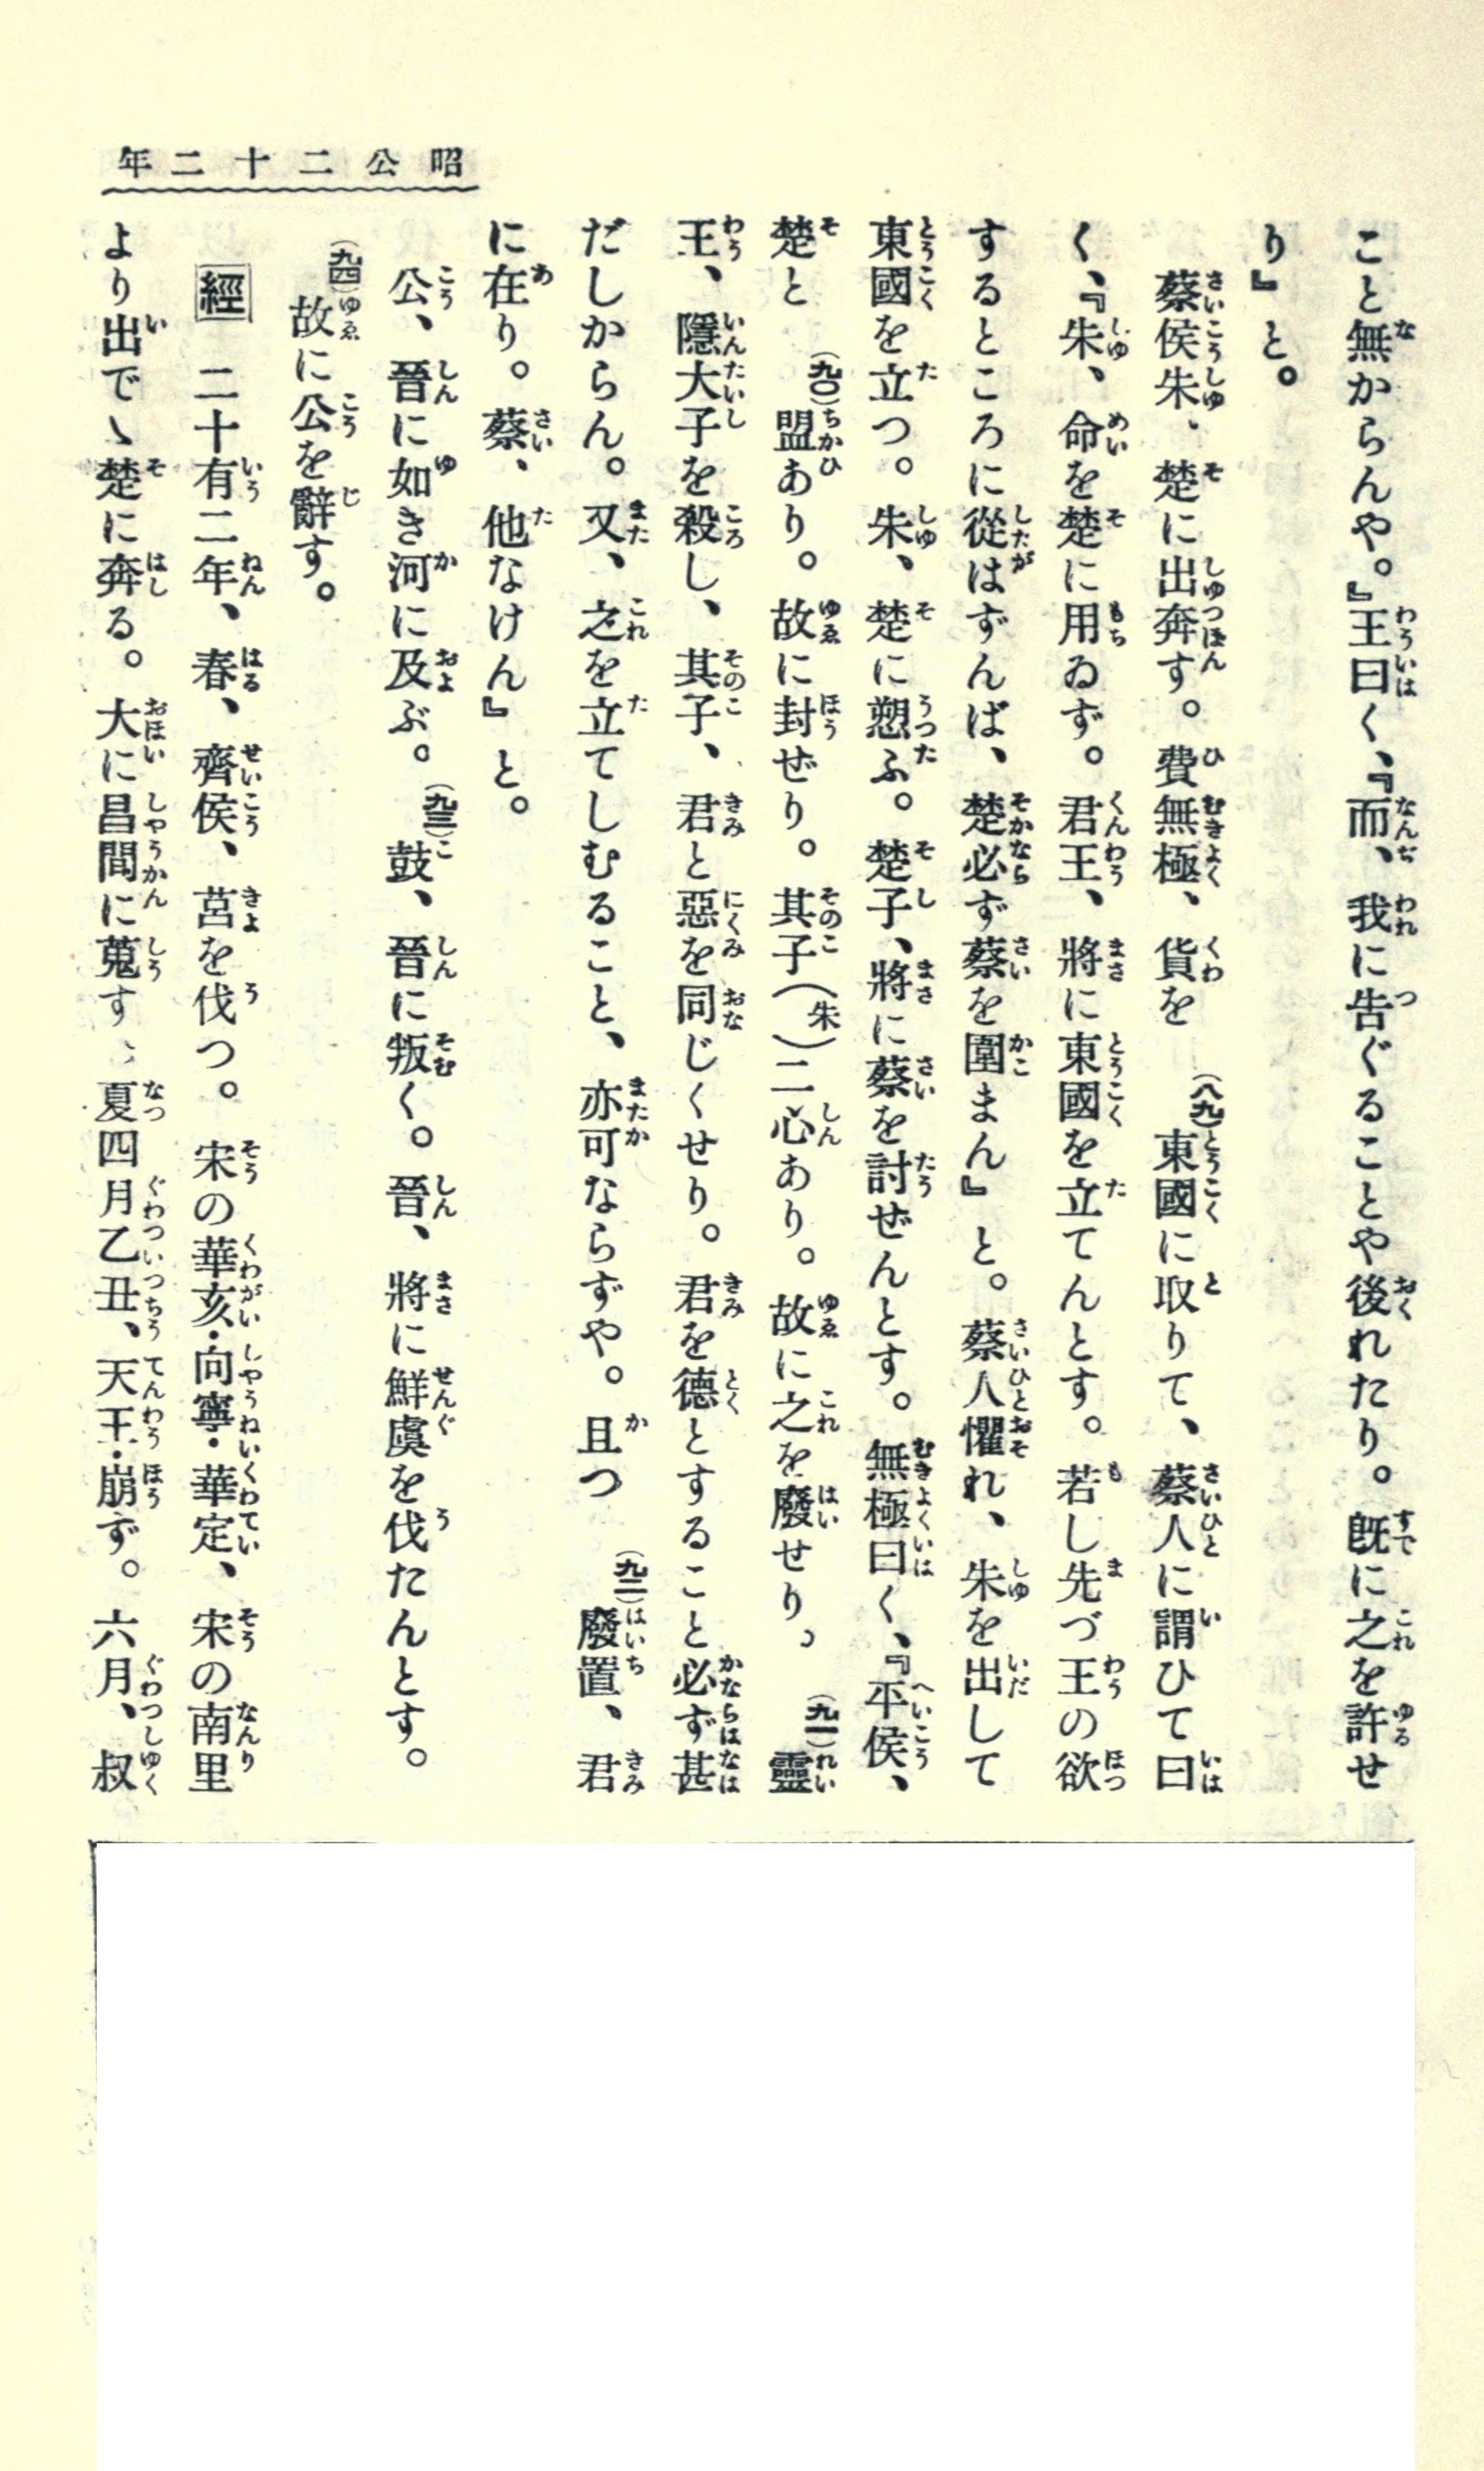 昭公二十二年
こと無からんや。』王曰く、『而、我に告ぐることや後れたり。既に之を許せ
り』と。
蔡侯朱、楚に出奔す。費無極、貨を(八九)東國に取りて、蔡人に謂ひて曰
く、『朱、命を楚に用ゐず。君王、將に東國を立てんとす。若し先づ王の欲
するところに從はずんば、楚必ず蔡を圍まん』と。蔡人懼れ、朱を出して
東國を立つ。朱、楚に愬ふ。楚子、將に蔡を討ぜんとす。無極曰く、『平侯、
楚と(九〇)盟あり。故に封ぜり。其子(朱)二心あり。故に之を廢せり。(九一)靈
王、隱大子を殺し、其子、君と惡を同じくせり。君を德とすること必ず甚
だしからん。又、之を立てしむること、亦可ならずや。且つ(九二)廢置、君
に在り。蔡、他なけん』と。
公、晉に如き河に及ぶ。(九三)鼓、晉に叛く。晉、將に鮮虞を伐たんとす。
(九四)故に公を辭す。
經 二十有二年、春、齊侯、莒を伐つ。宋の華亥・向寧・華定、宋の南里
より出でゝ楚に奔る。大に昌間に蒐す。夏四月乙丑、天王・崩ず。六月、叔